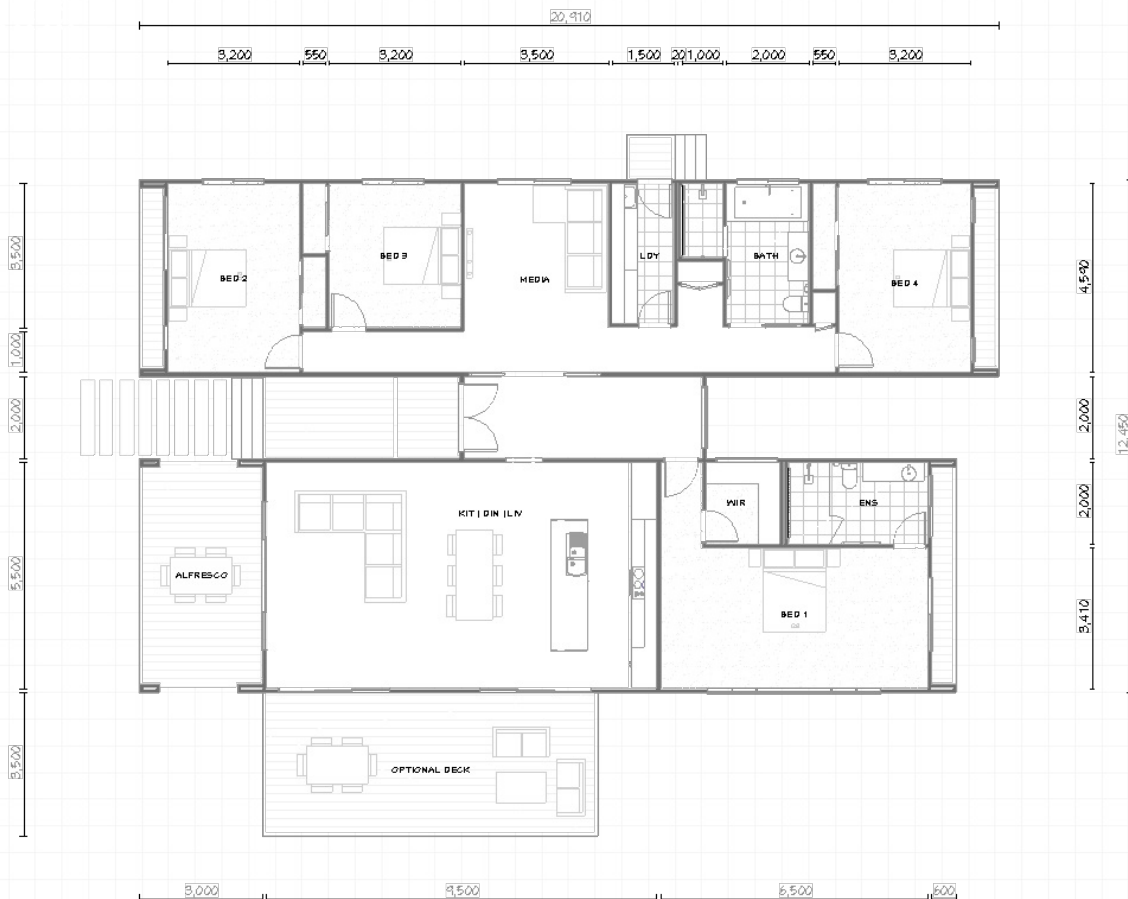 20,910
3,200 550 3,200 3,500 1,500 20 1,000 2,000 550 3,200
3,500
BED 2
BED 3
MEDIA
LDY
BATH
BED 4
1,000
2,000
2,000
12,450
KIT | DIN | LIV
WIR
ENS
2,000
ALFRESCO
5,500
BED 1
3,410
OPTIONAL DECK
3,500
3,000 9,500 6,500 600